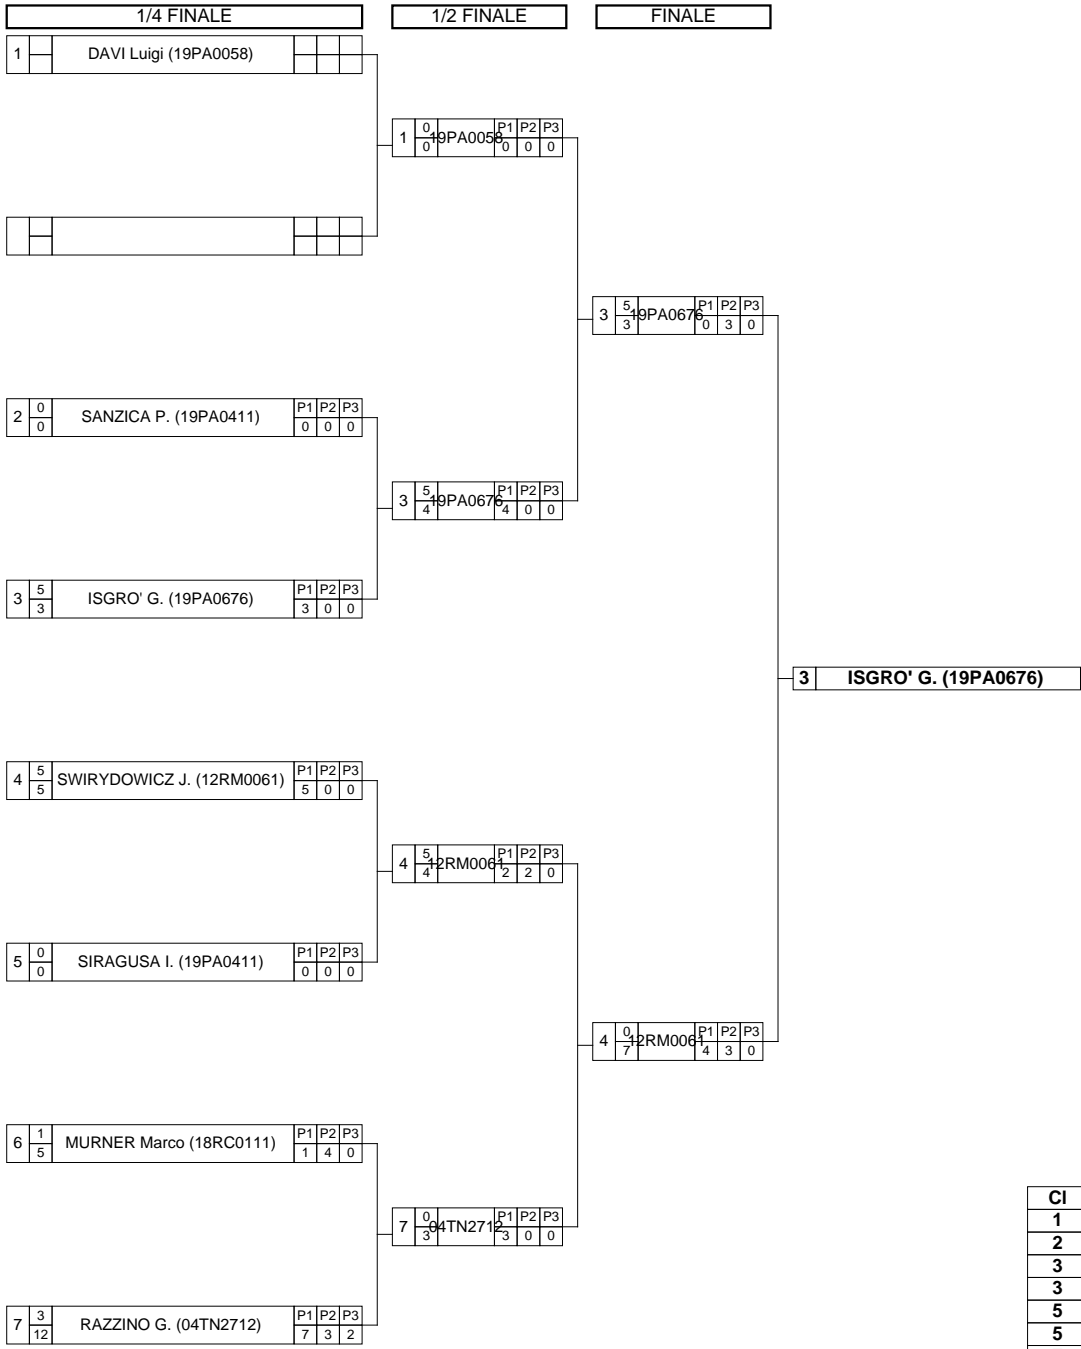 1/4 FINALE 1/2 FINALE FINALE
1 DAVI Luigi (19PA0058)
1 0 19PA0058 P1 P2 P3
0 0 0 0
3 5 19PA0676 P1 P2 P3
3 0 3 0
2 0 SANZICA P. (19PA0411) P1 P2 P3
0 0 0 0
3 5 19PA0676 P1 P2 P3
4 4 0 0
3 5 ISGRO' G. (19PA0676) P1 P2 P3
3 3 0 0
3 ISGRO' G. (19PA0676)
4 5 SWIRYDOWICZ J. (12RM0061) P1 P2 P3
5 5 0 0
4 5 12RM0061 P1 P2 P3
4 2 2 0
5 0 SIRAGUSA I. (19PA0411) P1 P2 P3
0 0 0 0
4 0 12RM0061 P1 P2 P3
7 4 3 0
6 1 MURNER Marco (18RC0111) P1 P2 P3
5 1 4 0
7 0 04TN2712 P1 P2 P3
3 3 0 0
7 3 RAZZINO G. (04TN2712) P1 P2 P3
12 7 3 2
Cl
1
2
3
3
5
5